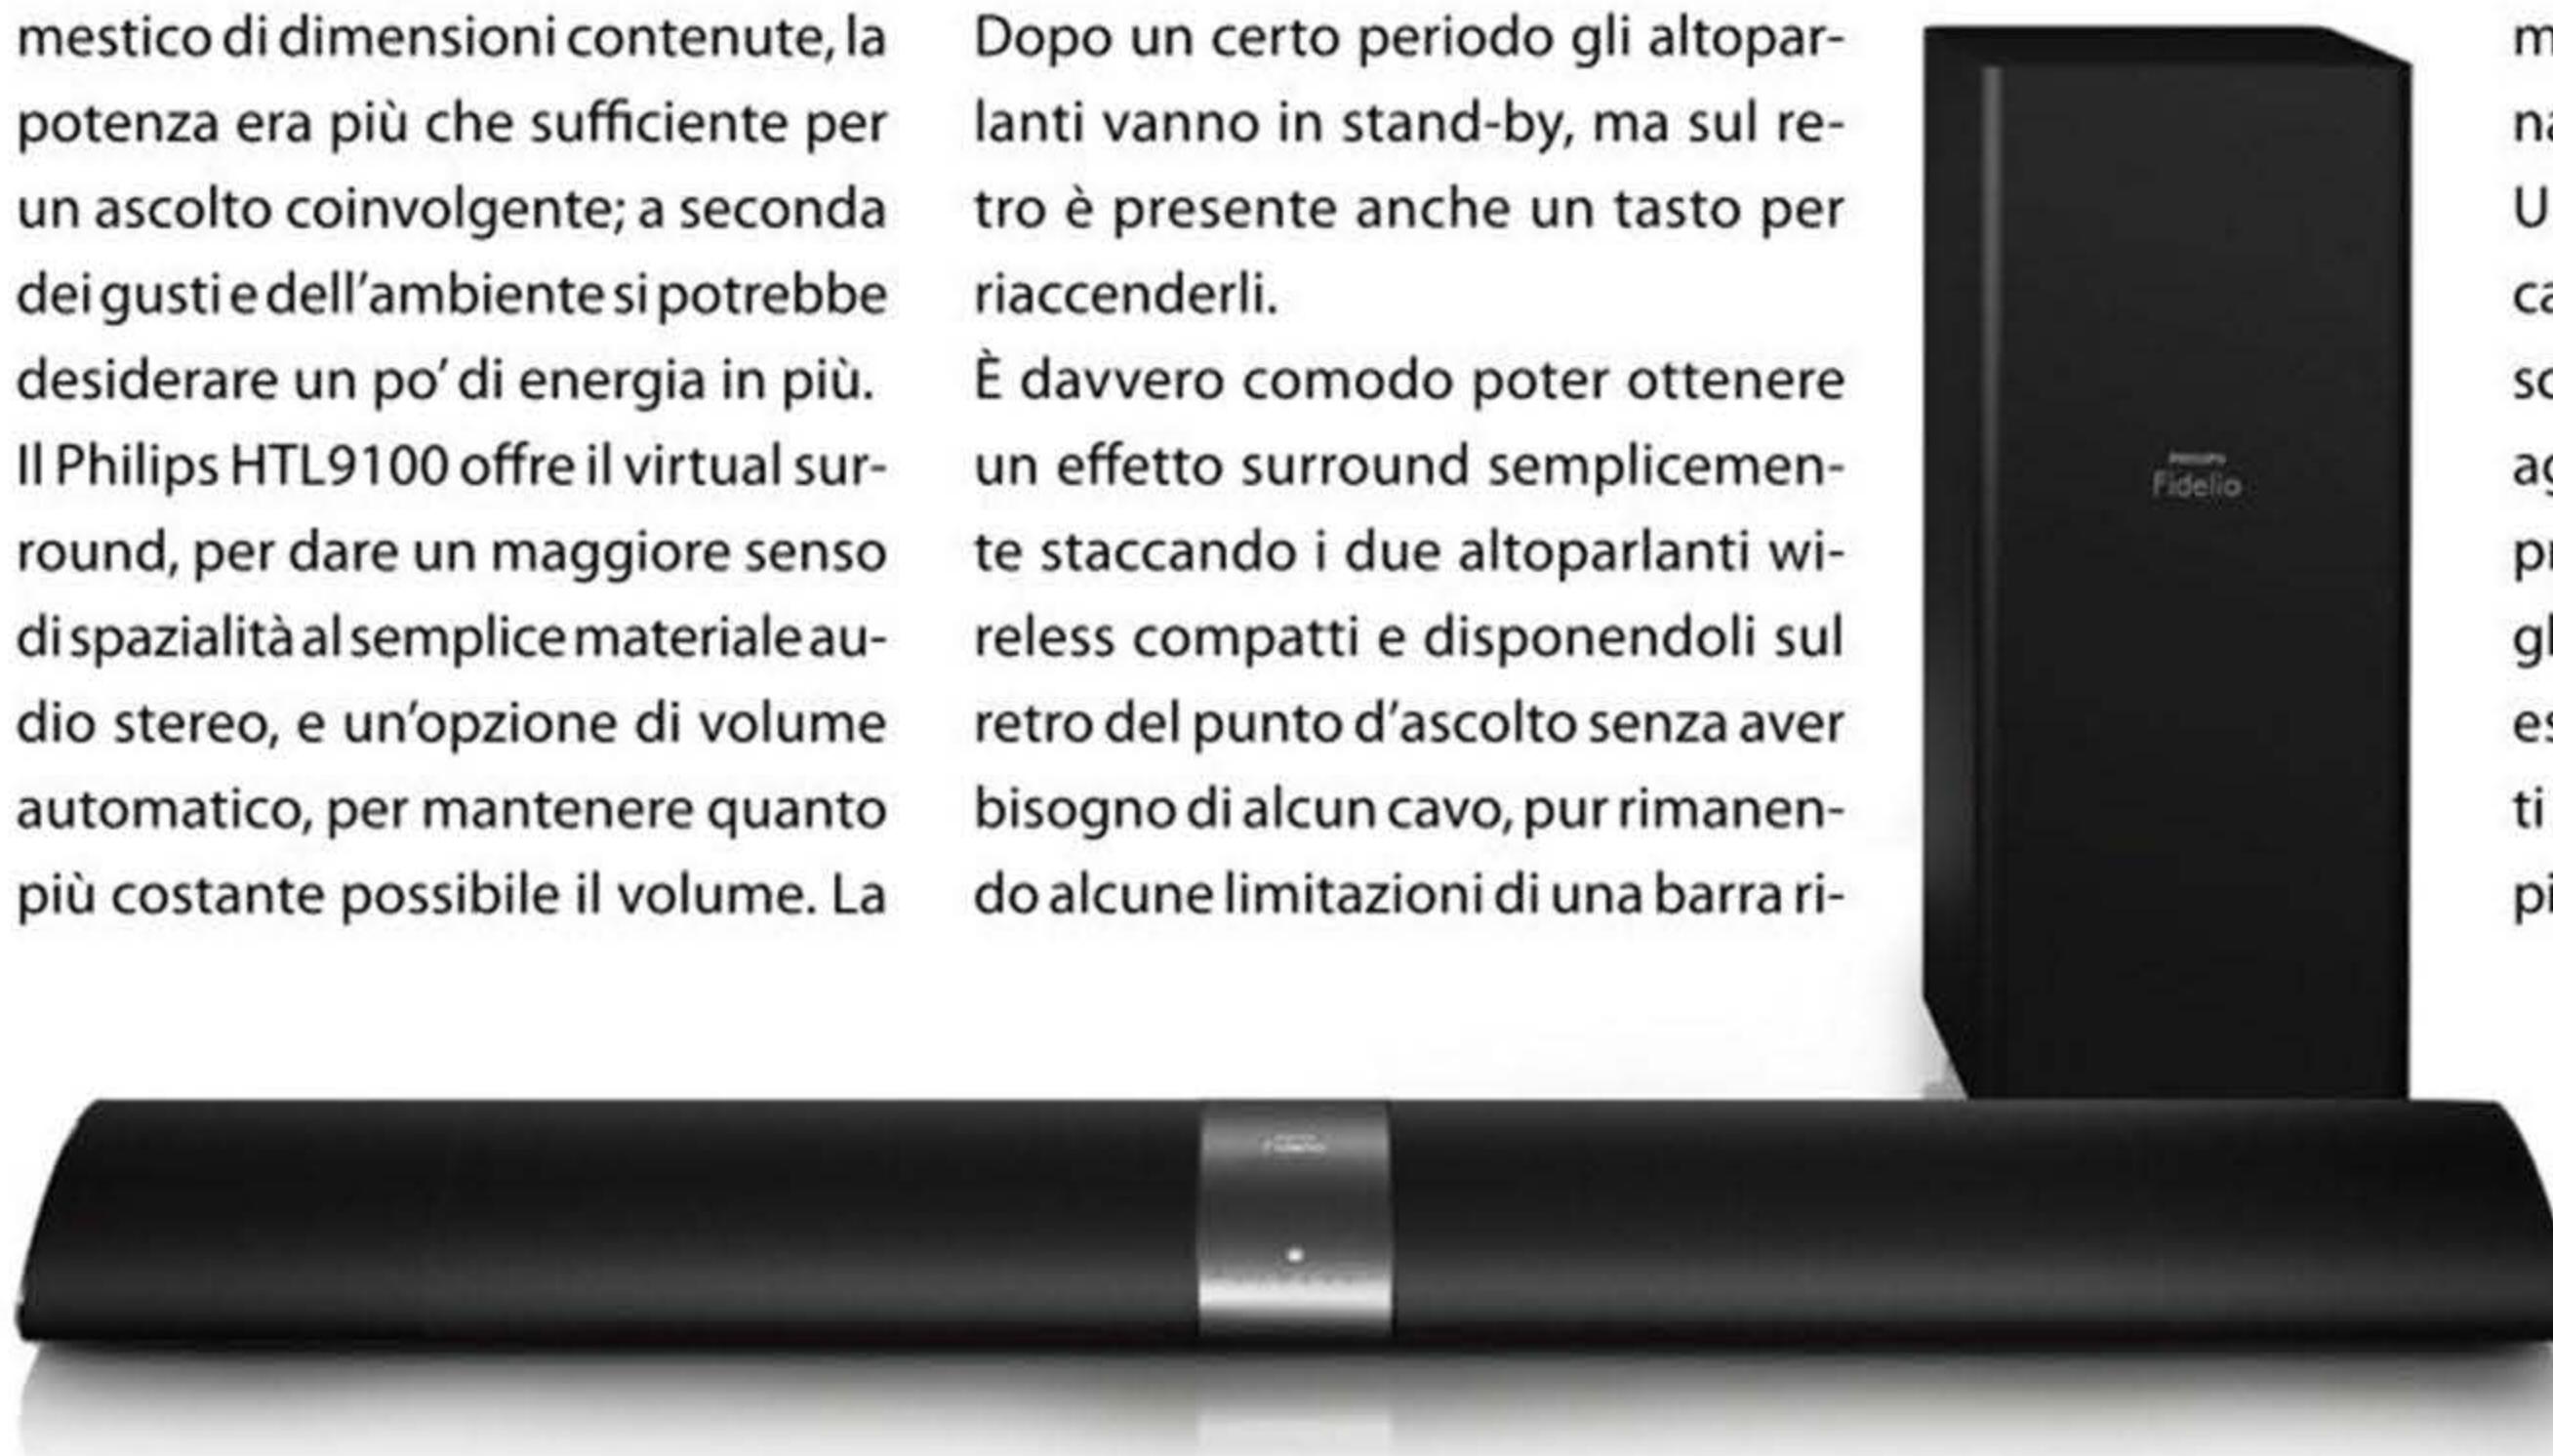 mestico di dimensioni contenute, la
potenza era più che sufficiente per
un ascolto coinvolgente; a seconda
dei gusti e dell'ambiente si potrebbe
desiderare un po' di energia in più.
Il Philips HTL9100 offre il virtual sur-
round, per dare un maggiore senso
di spazialità al semplice materiale au-
dio stereo, e un'opzione di volume
automatico, per mantenere quanto
più costante possibile il volume. La
Dopo un certo periodo gli altopar-
lanti vanno in stand-by, ma sul re-
tro è presente anche un tasto per
riaccenderli.
È davvero comodo poter ottenere
un effetto surround semplicemen-
te staccando i due altoparlanti wi-
reless compatti e disponendoli sul
retro del punto d'ascolto senza aver
bisogno di alcun cavo, pur rimanen-
do alcune limitazioni di una barra ri-
PHILIPS
Fidelio